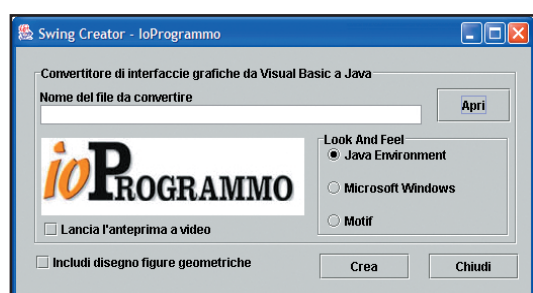 Swing Creator - IoProgrammo
Convertitore di interfaccie grafiche da Visual Basic a Java
Nome del file da convertire
Apri
ioPROGRAMMO
Look And Feel
Java Environment
Microsoft Windows
Motif
Lancia l'anteprima a video
Includi disegno figure geometriche
Crea
Chiudi